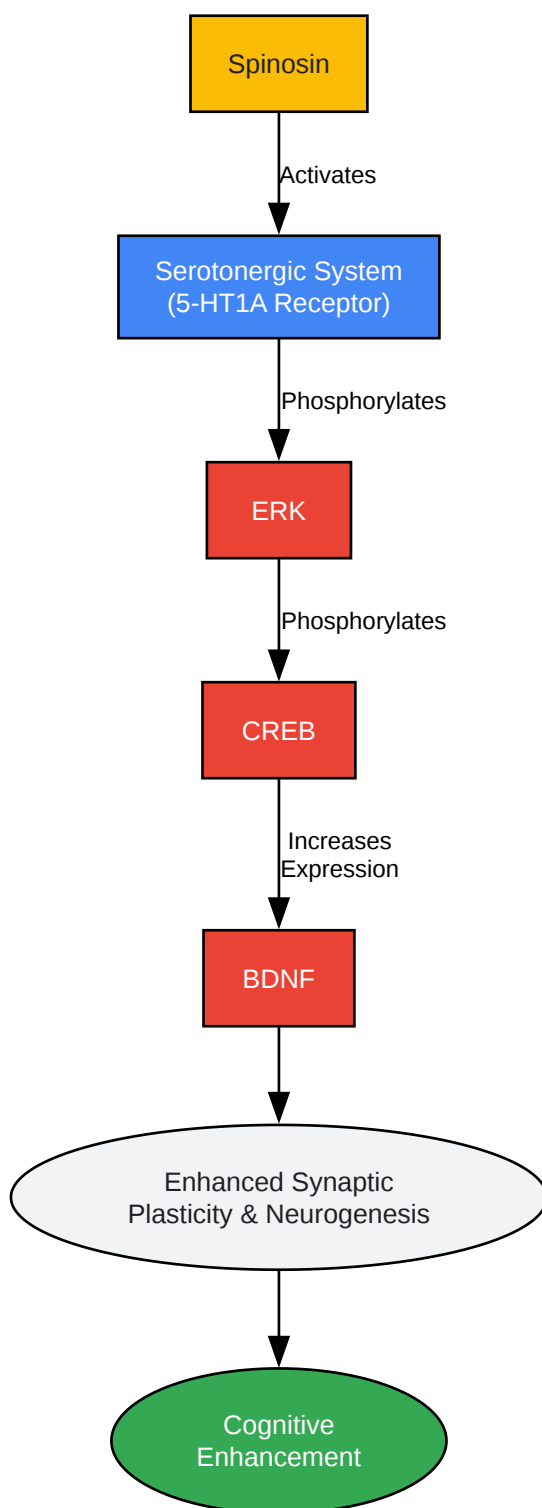 Spinosin
Activates
Serotonergic System
(5-HT1A Receptor)
Phosphorylates
ERK
Phosphorylates
CREB
Increases
Expression
BDNF
Enhanced Synaptic
Plasticity & Neurogenesis
Cognitive
Enhancement